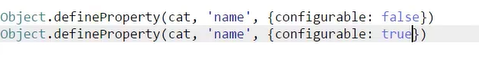 Object.defineProperty(cat, 'name', {configurable: false})
Object.defineProperty(cat, 'name', {configurable: true})